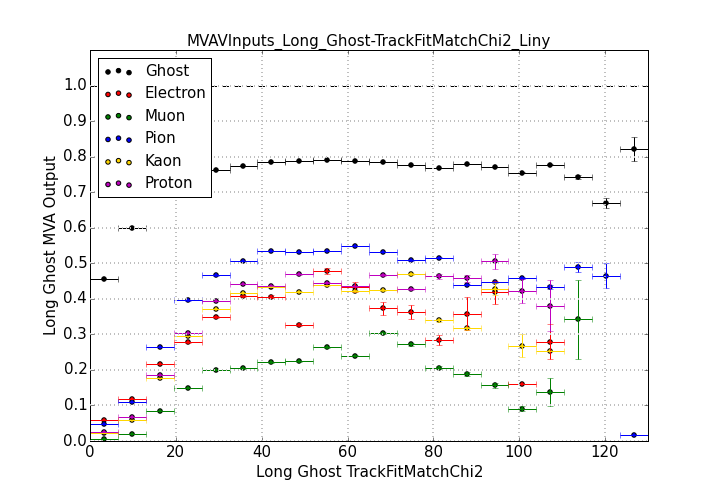 MVAVInputs_Long_Ghost-TrackFitMatchChi2_Liny
Ghost
Electron
Muon
Pion
Kaon
Proton
1.0
0.9
0.8
0.7
0.6
0.5
0.4
0.3
0.2
0.1
0.0
Long Ghost MVA Output
0 20 40 60 80 100 120
Long Ghost TrackFitMatchChi2